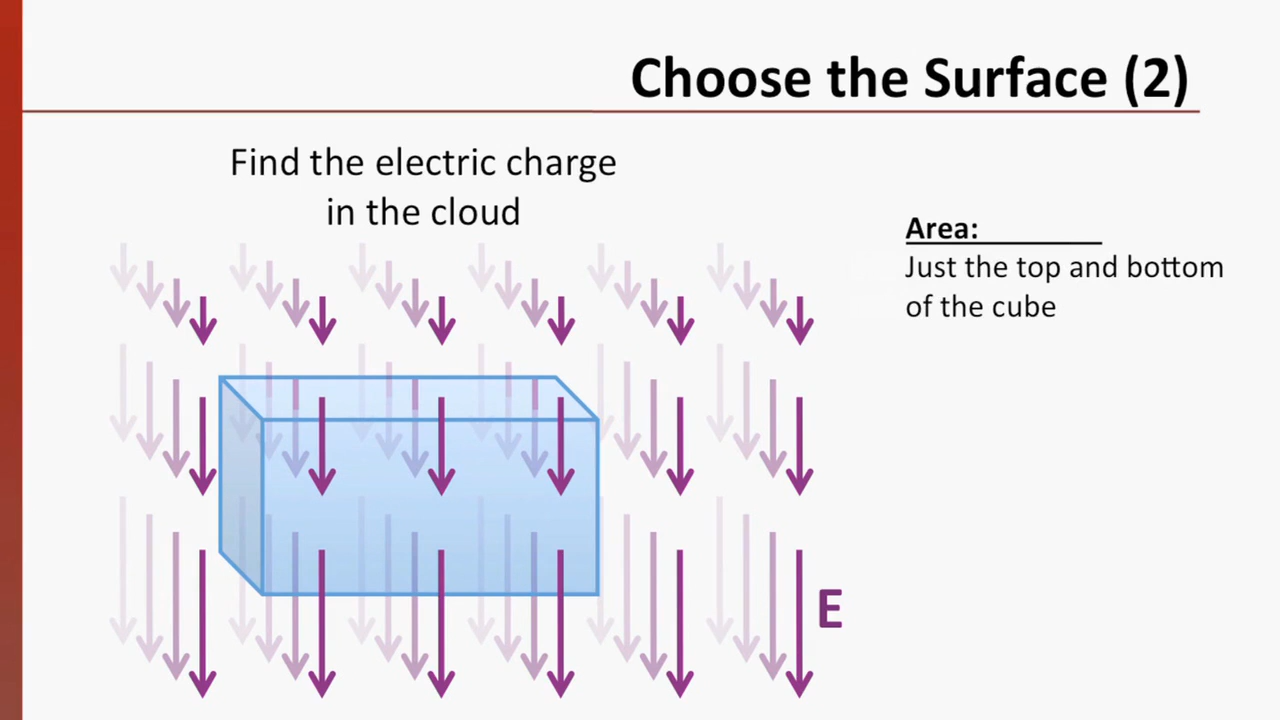 Choose the Surface (2)
Find the electric charge
in the cloud
Area:
Just the top and bottom
of the cube
E